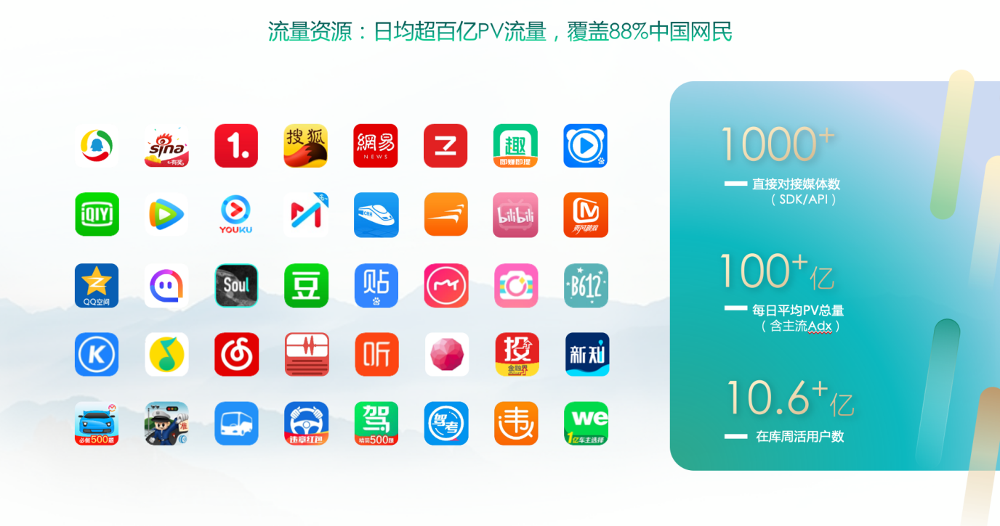 流量资源：日均超百亿PV流量，覆盖88%中国网民
sina
有奖
1.
搜狐
網易
NEWS
趣
即赚即提
iQIYI
YOUKU
CRH
bilibili
QQ空间
Soul
豆
贴
B612
K
听
投
金融界
新知
必做500题
准
违章红包
驾
精简500题
驾考
we
1亿车主选择
1000+
直接对接媒体数
（SDK/API）
100+亿
每日平均PV总量
（含主流Adx）
10.6+亿
在库周活用户数